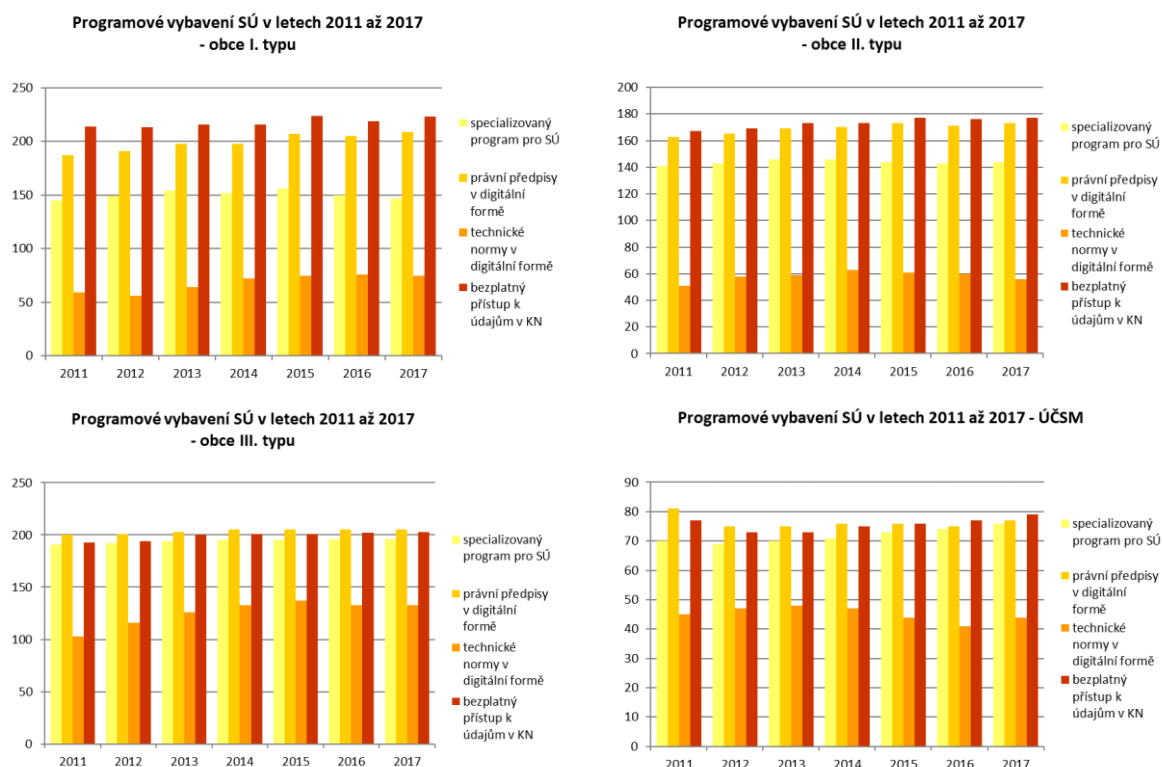 Programové vybavení SÚ v letech 2011 až 2017
- obce I. typu
250
200
150
100
50
0
2011 2012 2013 2014 2015 2016 2017
specializovaný
program pro SÚ
právní předpisy
v digitální
formě
technické
normy v
digitální formě
bezplatný
přístup k
údajům v KN
Programové vybavení SÚ v letech 2011 až 2017
- obce II. typu
200
180
160
140
120
100
80
60
40
20
0
2011 2012 2013 2014 2015 2016 2017
specializovaný
program pro SÚ
právní předpisy
v digitální
formě
technické
normy v
digitální formě
bezplatný
přístup k
údajům v KN
Programové vybavení SÚ v letech 2011 až 2017
- obce III. typu
250
200
150
100
50
0
2011 2012 2013 2014 2015 2016 2017
specializovaný
program pro SÚ
právní předpisy
v digitální
formě
technické
normy v
digitální formě
bezplatný
přístup k
údajům v KN
Programové vybavení SÚ v letech 2011 až 2017 - ÚČSM
90
80
70
60
50
40
30
20
10
0
2011 2012 2013 2014 2015 2016 2017
specializovaný
program pro SÚ
právní předpisy
v digitální
formě
technické
normy v
digitální formě
bezplatný
přístup k
údajům v KN